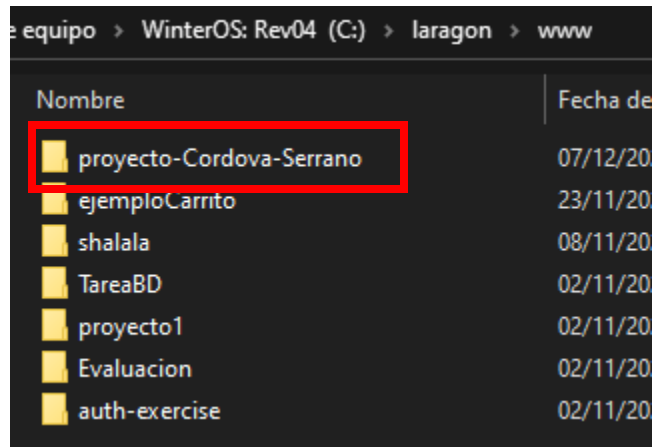 e equipo > WinterOS: Rev04 (C:) > laragon > www
Nombre Fecha de
proyecto-Cordova-Serrano 07/12/20
ejemploCarrito 23/11/20
shalala 08/11/20
TareaBD 02/11/20
proyecto1 02/11/20
Evaluacion 02/11/20
auth-exercise 02/11/20